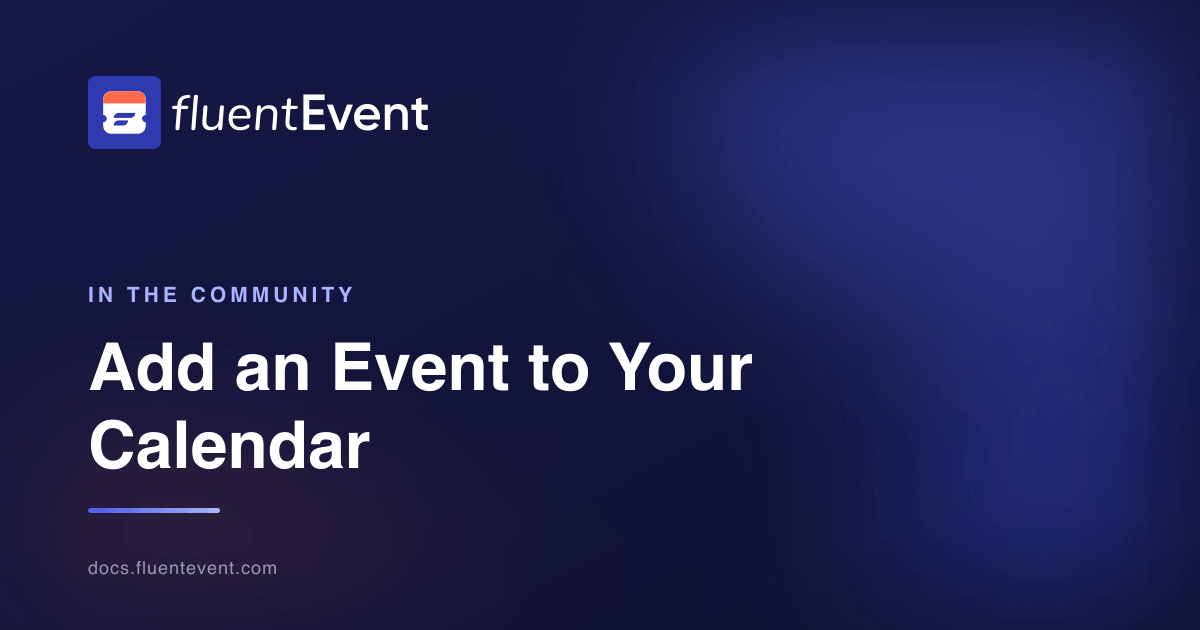 fluentEvent
IN THE COMMUNITY
Add an Event to Your
Calendar
docs.fluentevent.com